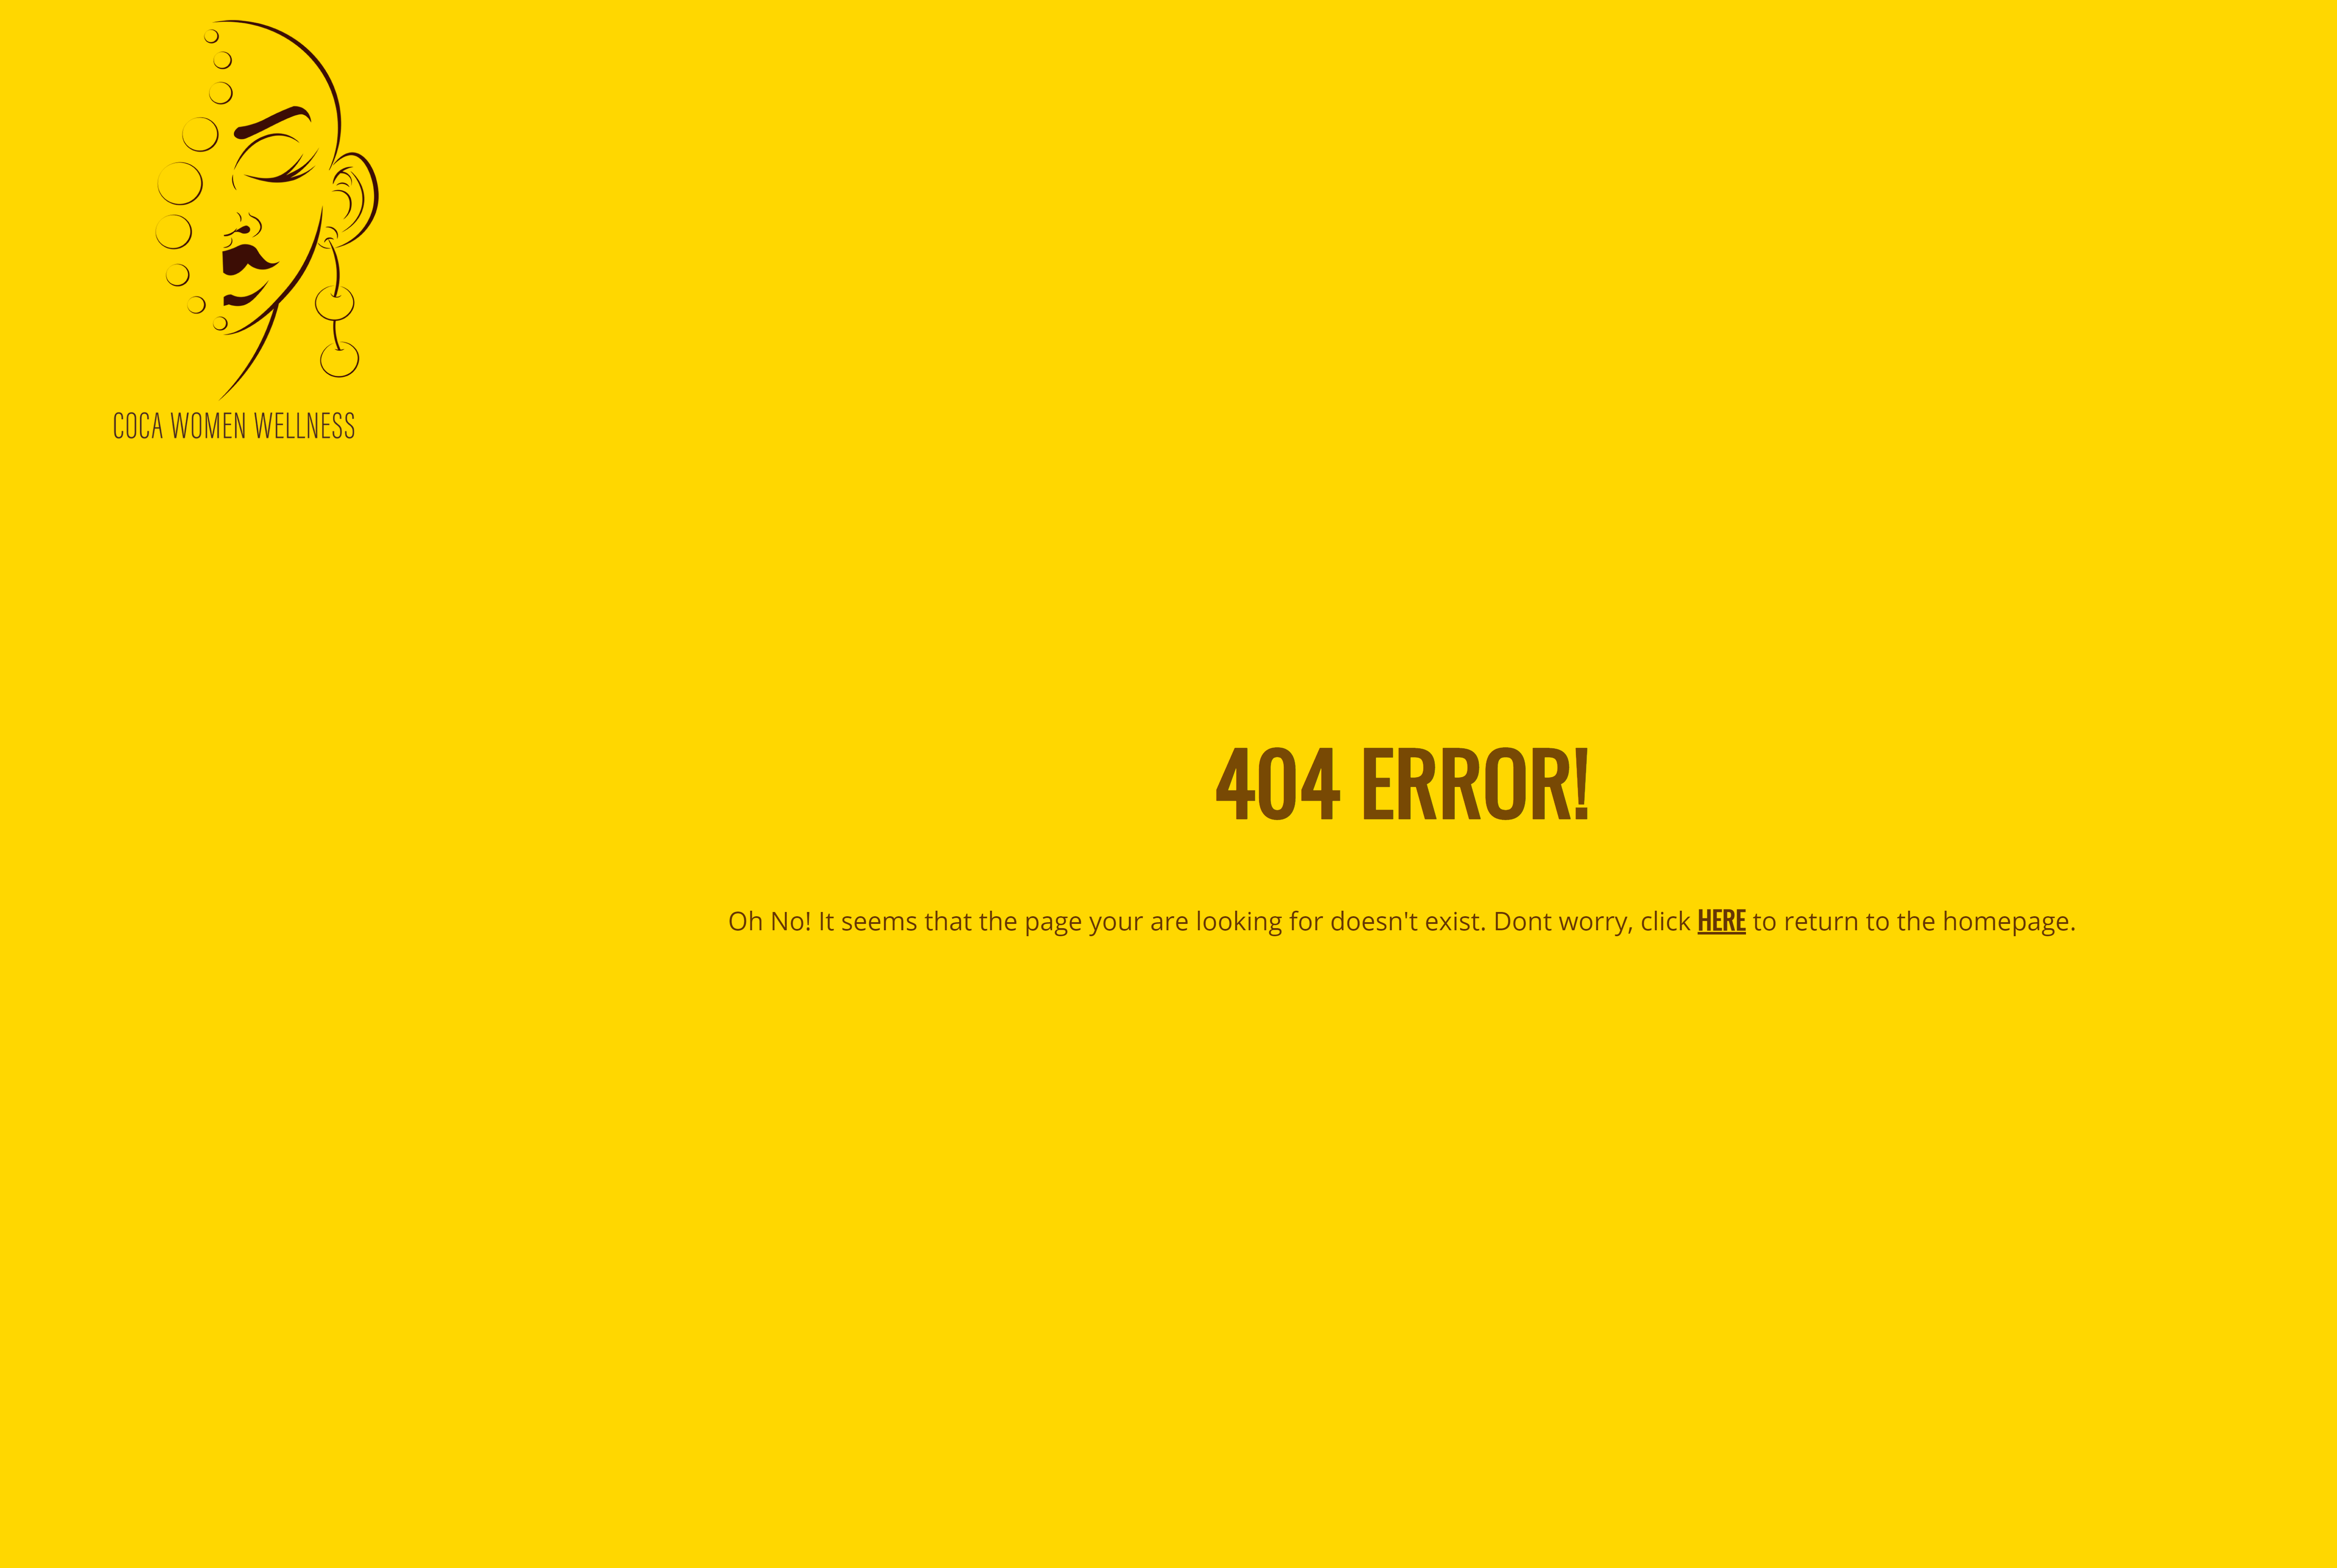 COCA WOMEN WELLNESS
404 ERROR!
Oh No! It seems that the page your are looking for doesn't exist. Dont worry, click HERE to return to the homepage.